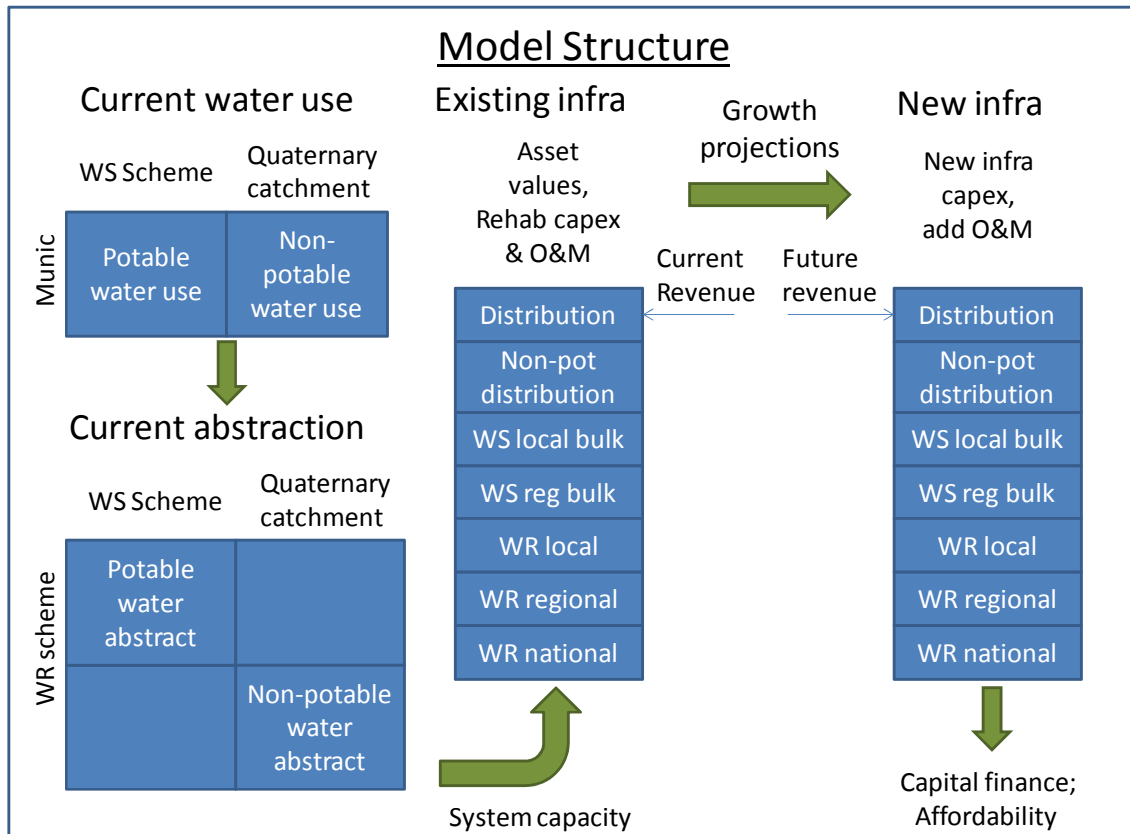 Model Structure
Current water use
WS Scheme
Quaternary
catchment
Munic
Potable
water use
Non-
potable
water use
Current abstraction
WS Scheme
Quaternary
catchment
WR scheme
Potable
water
abstract
Non-potable
water
abstract
Existing infra
Asset
values,
Rehab capex
& O&M
Distribution
Non-pot
distribution
WS local bulk
WS reg bulk
WR local
WR regional
WR national
System capacity
Growth
projections
Current
Revenue
Future
revenue
New infra
New infra
capex,
add O&M
Distribution
Non-pot
distribution
WS local bulk
WS reg bulk
WR local
WR regional
WR national
Capital finance;
Affordability